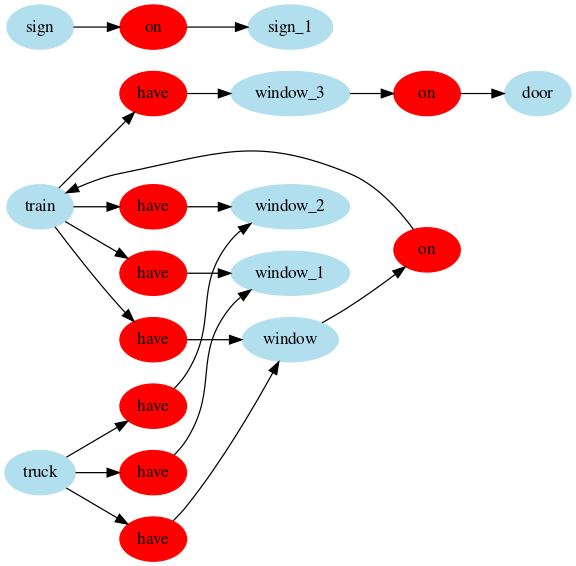 sign on sign_1
have window_3 on door
train have window_2
on
have window_1
have window
have
truck have
have